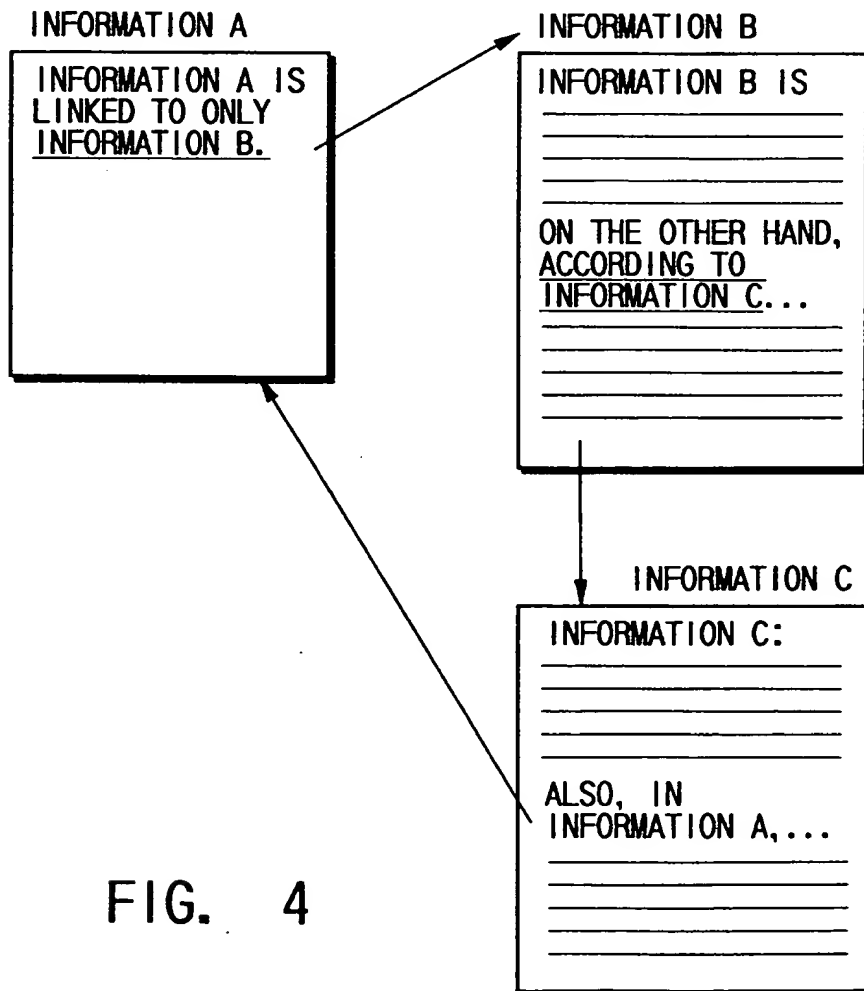 INFORMATION A
INFORMATION A IS
LINKED TO ONLY
INFORMATION B.
INFORMATION B
INFORMATION B IS
ON THE OTHER HAND,
ACCORDING TO
INFORMATION C...
INFORMATION C
INFORMATION C:
ALSO, IN
INFORMATION A,...
FIG. 4